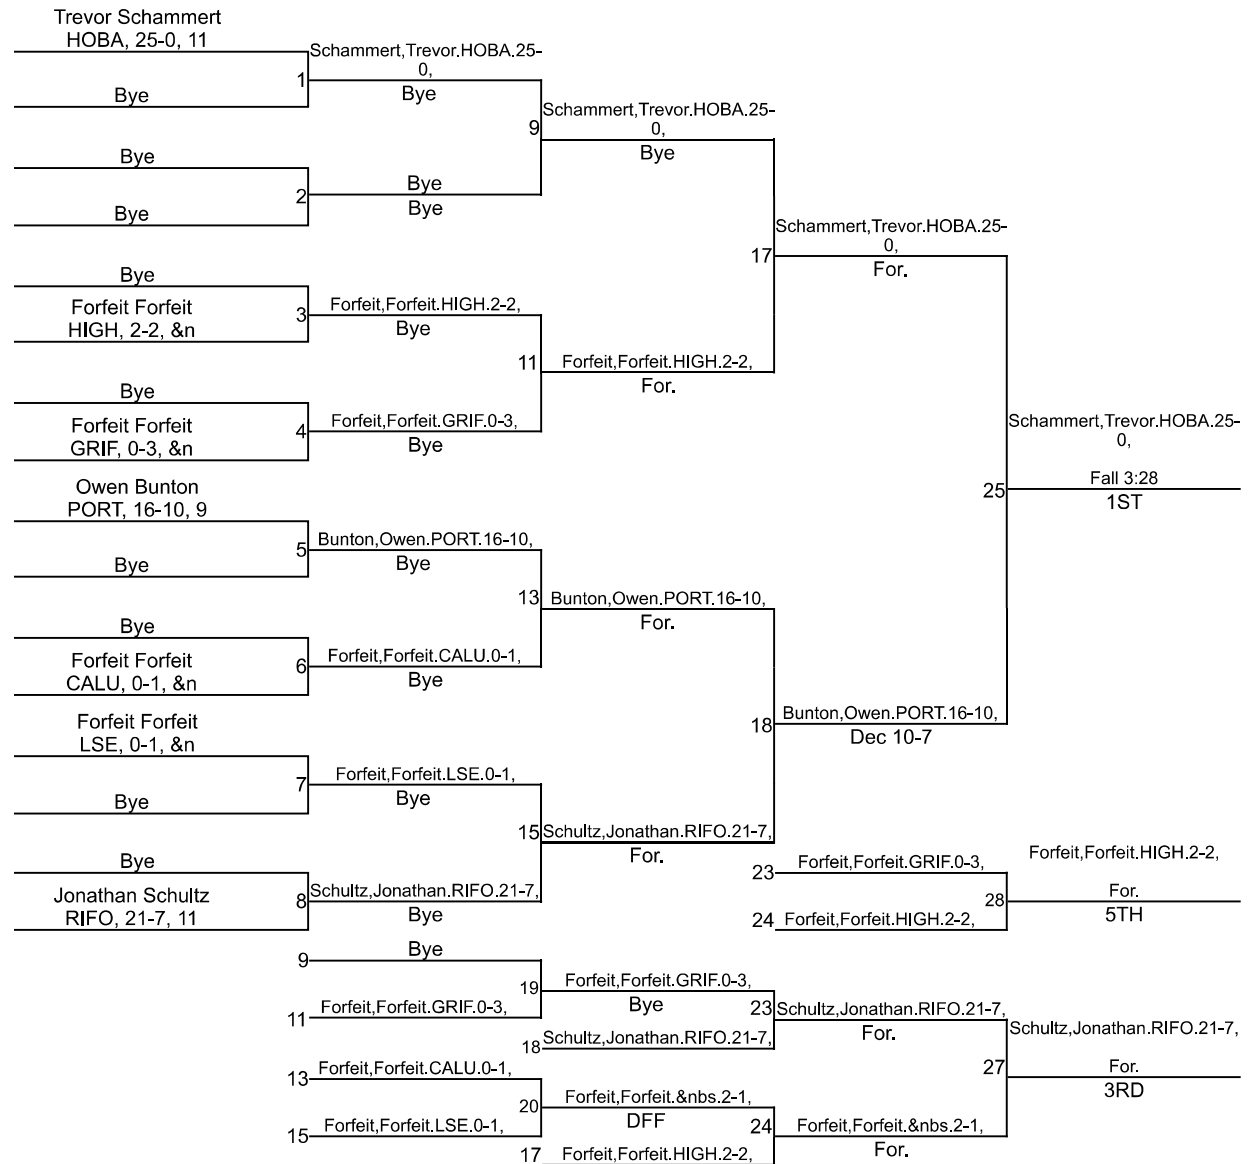 Trevor Schammert
HOBA, 25-0, 11
1
Bye
Schammert,Trevor.HOBA.25-
0,
Bye
9
Bye
2
Bye
Bye
Bye
Schammert,Trevor.HOBA.25-
0,
Bye
17
Bye
Forfeit Forfeit
HIGH, 2-2, &n
3
Forfeit,Forfeit.HIGH.2-2,
Bye
11
Bye
Forfeit Forfeit
GRIF, 0-3, &n
4
Forfeit,Forfeit.GRIF.0-3,
Bye
Forfeit,Forfeit.HIGH.2-2,
For.
Schammert,Trevor.HOBA.25-
0,
For.
25
Owen Bunton
PORT, 16-10, 9
5
Bye
Bunton,Owen.PORT.16-10,
Bye
13
Bye
Forfeit Forfeit
CALU, 0-1, &n
6
Forfeit,Forfeit.CALU.0-1,
Bye
Bunton,Owen.PORT.16-10,
For.
18
Forfeit Forfeit
LSE, 0-1, &n
7
Bye
Forfeit,Forfeit.LSE.0-1,
Bye
15
Bye
Jonathan Schultz
RIFO, 21-7, 11
8
Schultz,Jonathan.RIFO.21-7,
Bye
Schultz,Jonathan.RIFO.21-7,
For.
Bunton,Owen.PORT.16-10,
Dec 10-7
Schammert,Trevor.HOBA.25-
0,
Fall 3:28
1ST
23
Forfeit,Forfeit.GRIF.0-3,
28
24
Forfeit,Forfeit.HIGH.2-2,
Forfeit,Forfeit.HIGH.2-2,
For.
5TH
9
Bye
19
11
Forfeit,Forfeit.GRIF.0-3,
Forfeit,Forfeit.GRIF.0-3,
Bye
23
18
Schultz,Jonathan.RIFO.21-7,
Schultz,Jonathan.RIFO.21-7,
For.
27
13
Forfeit,Forfeit.CALU.0-1,
20
15
Forfeit,Forfeit.LSE.0-1,
Forfeit,Forfeit.&nbs.2-1,
DFF
24
17
Forfeit,Forfeit.HIGH.2-2,
Forfeit,Forfeit.&nbs.2-1,
For.
Schultz,Jonathan.RIFO.21-7,
For.
3RD